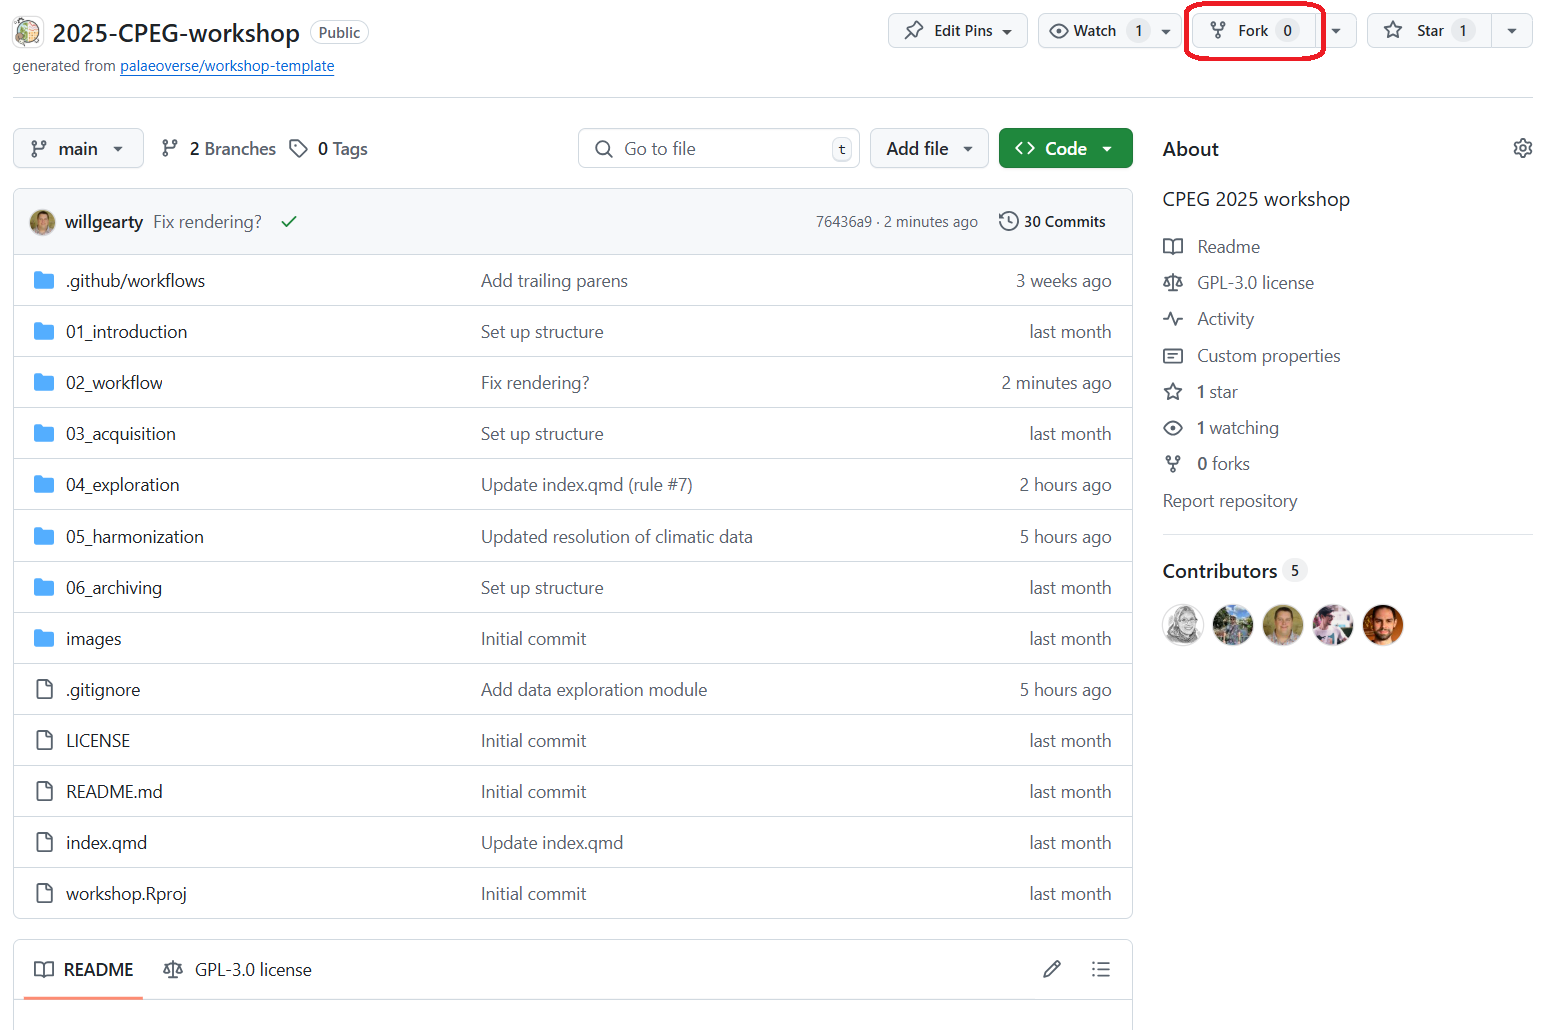 2025-CPEG-workshop Public Edit Pins Watch 1 Fork 0 Star 1
generated from palaeoverse/workshop-template
main 2 Branches 0 Tags Go to file t Add file <> Code
willgearty Fix rendering? 76436a9 · 2 minutes ago 30 Commits
.github/workflows Add trailing parens 3 weeks ago
01_introduction Set up structure last month
02_workflow Fix rendering? 2 minutes ago
03_acquisition Set up structure last month
04_exploration Update index.qmd (rule #7) 2 hours ago
05_harmonization Updated resolution of climatic data 5 hours ago
06_archiving Set up structure last month
images Initial commit last month
.gitignore Add data exploration module 5 hours ago
LICENSE Initial commit last month
README.md Initial commit last month
index.qmd Update index.qmd last month
workshop.Rproj Initial commit last month
README GPL-3.0 license
About
CPEG 2025 workshop
Readme
GPL-3.0 license
Activity
Custom properties
1 star
1 watching
0 forks
Report repository
Contributors 5